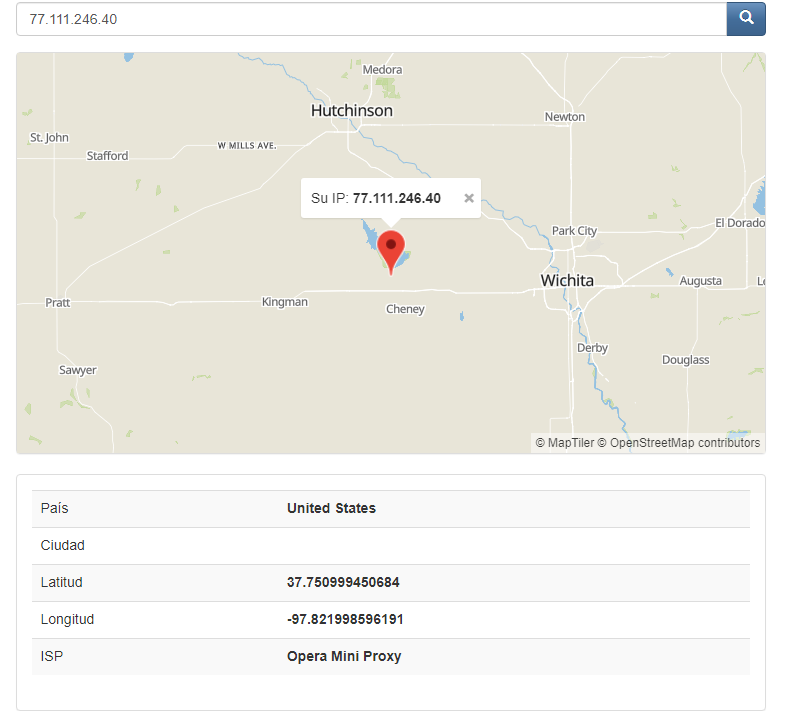 77.111.246.40
Medora
Hutchinson
Newton
St. John
W MILLS AVE.
Stafford
Su IP: 77.111.246.40 ×
El Dorado
Park City
Wichita
Augusta
Pratt
Kingman
Cheney
Derby
Douglass
Sawyer
© MapTiler © OpenStreetMap contributors
País United States
Ciudad
Latitud 37.750999450684
Longitud -97.821998596191
ISP Opera Mini Proxy